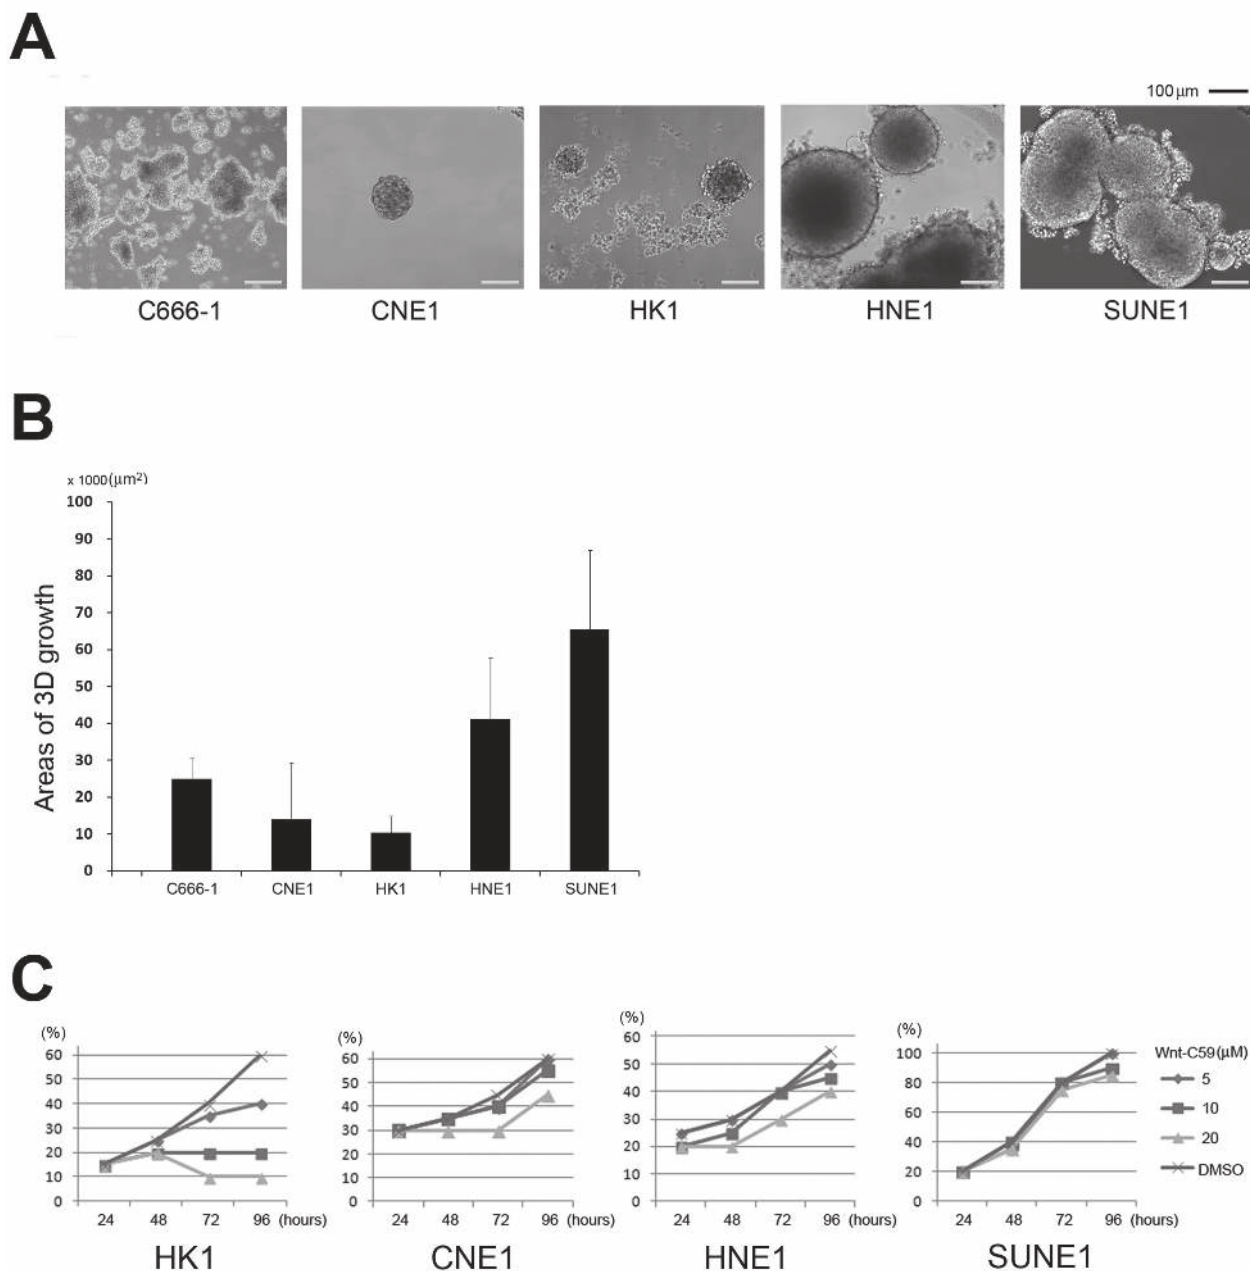 A
100 μm
C666-1 CNE1 HK1 HNE1 SUNE1
B
x 1000(μm²)
100
90
80
70
60
50
40
30
20
10
0
Areas of 3D growth
C666-1 CNE1 HK1 HNE1 SUNE1
C
(%)
60
50
40
30
20
10
0
24 48 72 96 (hours)
HK1
(%)
60
50
40
30
20
10
0
24 48 72 96 (hours)
CNE1
(%)
60
50
40
30
20
10
0
24 48 72 96 (hours)
HNE1
(%)
100
80
60
40
20
0
24 48 72 96 (hours)
SUNE1
Wnt-C59(μM)
5
10
20
DMSO